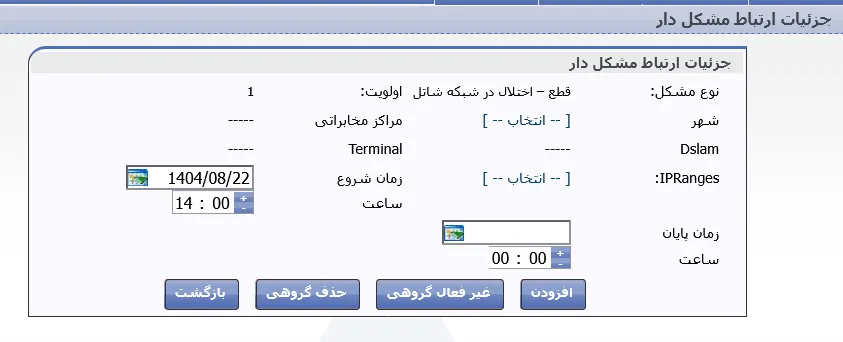 جزئیات ارتباط مشکل دار
جزئیات ارتباط مشکل دار
نوع مشکل: قطع – اختلال در شبکه شاتل اولویت: 1
شهر [ -- انتخاب -- ] مراکز مخابراتی -----
Dslam ----- Terminal -----
IPRanges: [ -- انتخاب -- ] زمان شروع 1404/08/22
ساعت 14 : 00
زمان پایان
ساعت 00 : 00
افزودن غیر فعال گروهی حذف گروهی بازگشت